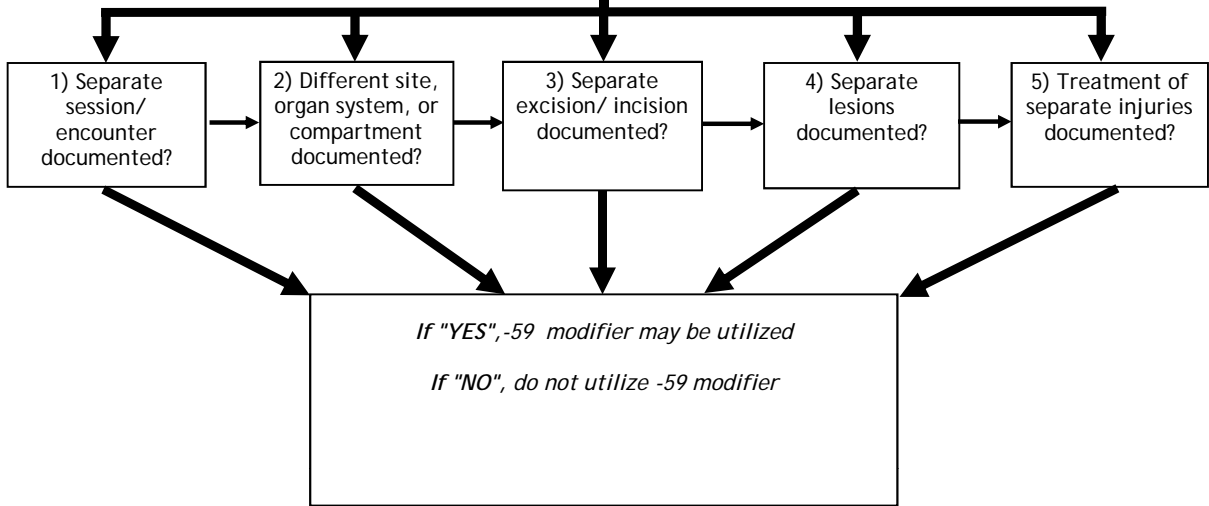 1) Separate
session/
encounter
documented?
2) Different site,
organ system, or
compartment
documented?
3) Separate
excision/ incision
documented?
4) Separate
lesions
documented?
5) Treatment of
separate injuries
documented?
If "YES",-59 modifier may be utilized
If "NO", do not utilize -59 modifier